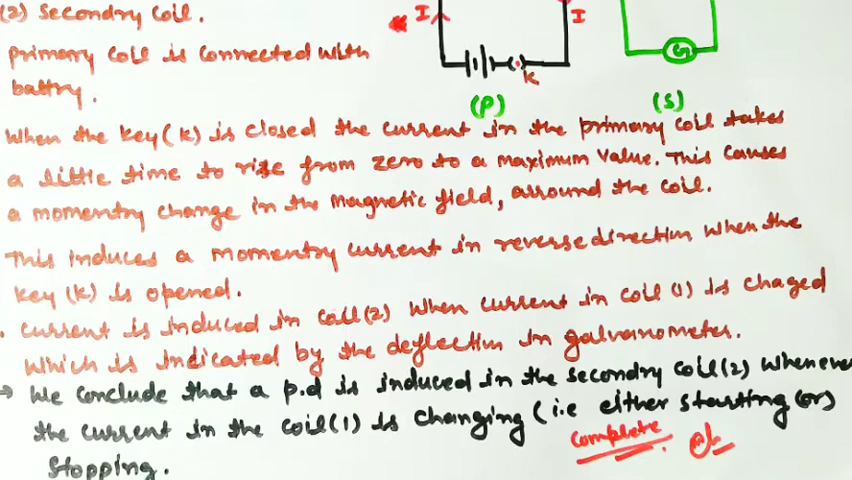 (2) Secondry Coil.
I
I
K
G
Primary Coil is Connected with
battry.
(P)
(S)
When the key(k) is closed the current in the primary coil takes
a little time to rise from zero to a maximum value. This causes
a momentry change in the magnetic field, arround the coil.
This induces a momentry current in reverse direction when the
key (k) is opened.
. Current is induced in coil(2) when current in coil (1) is chaged
which is indicated by the deflection in galvanometer.
→ We conclude that a p.d is induced in the secondry coil(2) whenever
the current in the coil(1) is changing (i.e either starting (or)
Stopping.
Complete